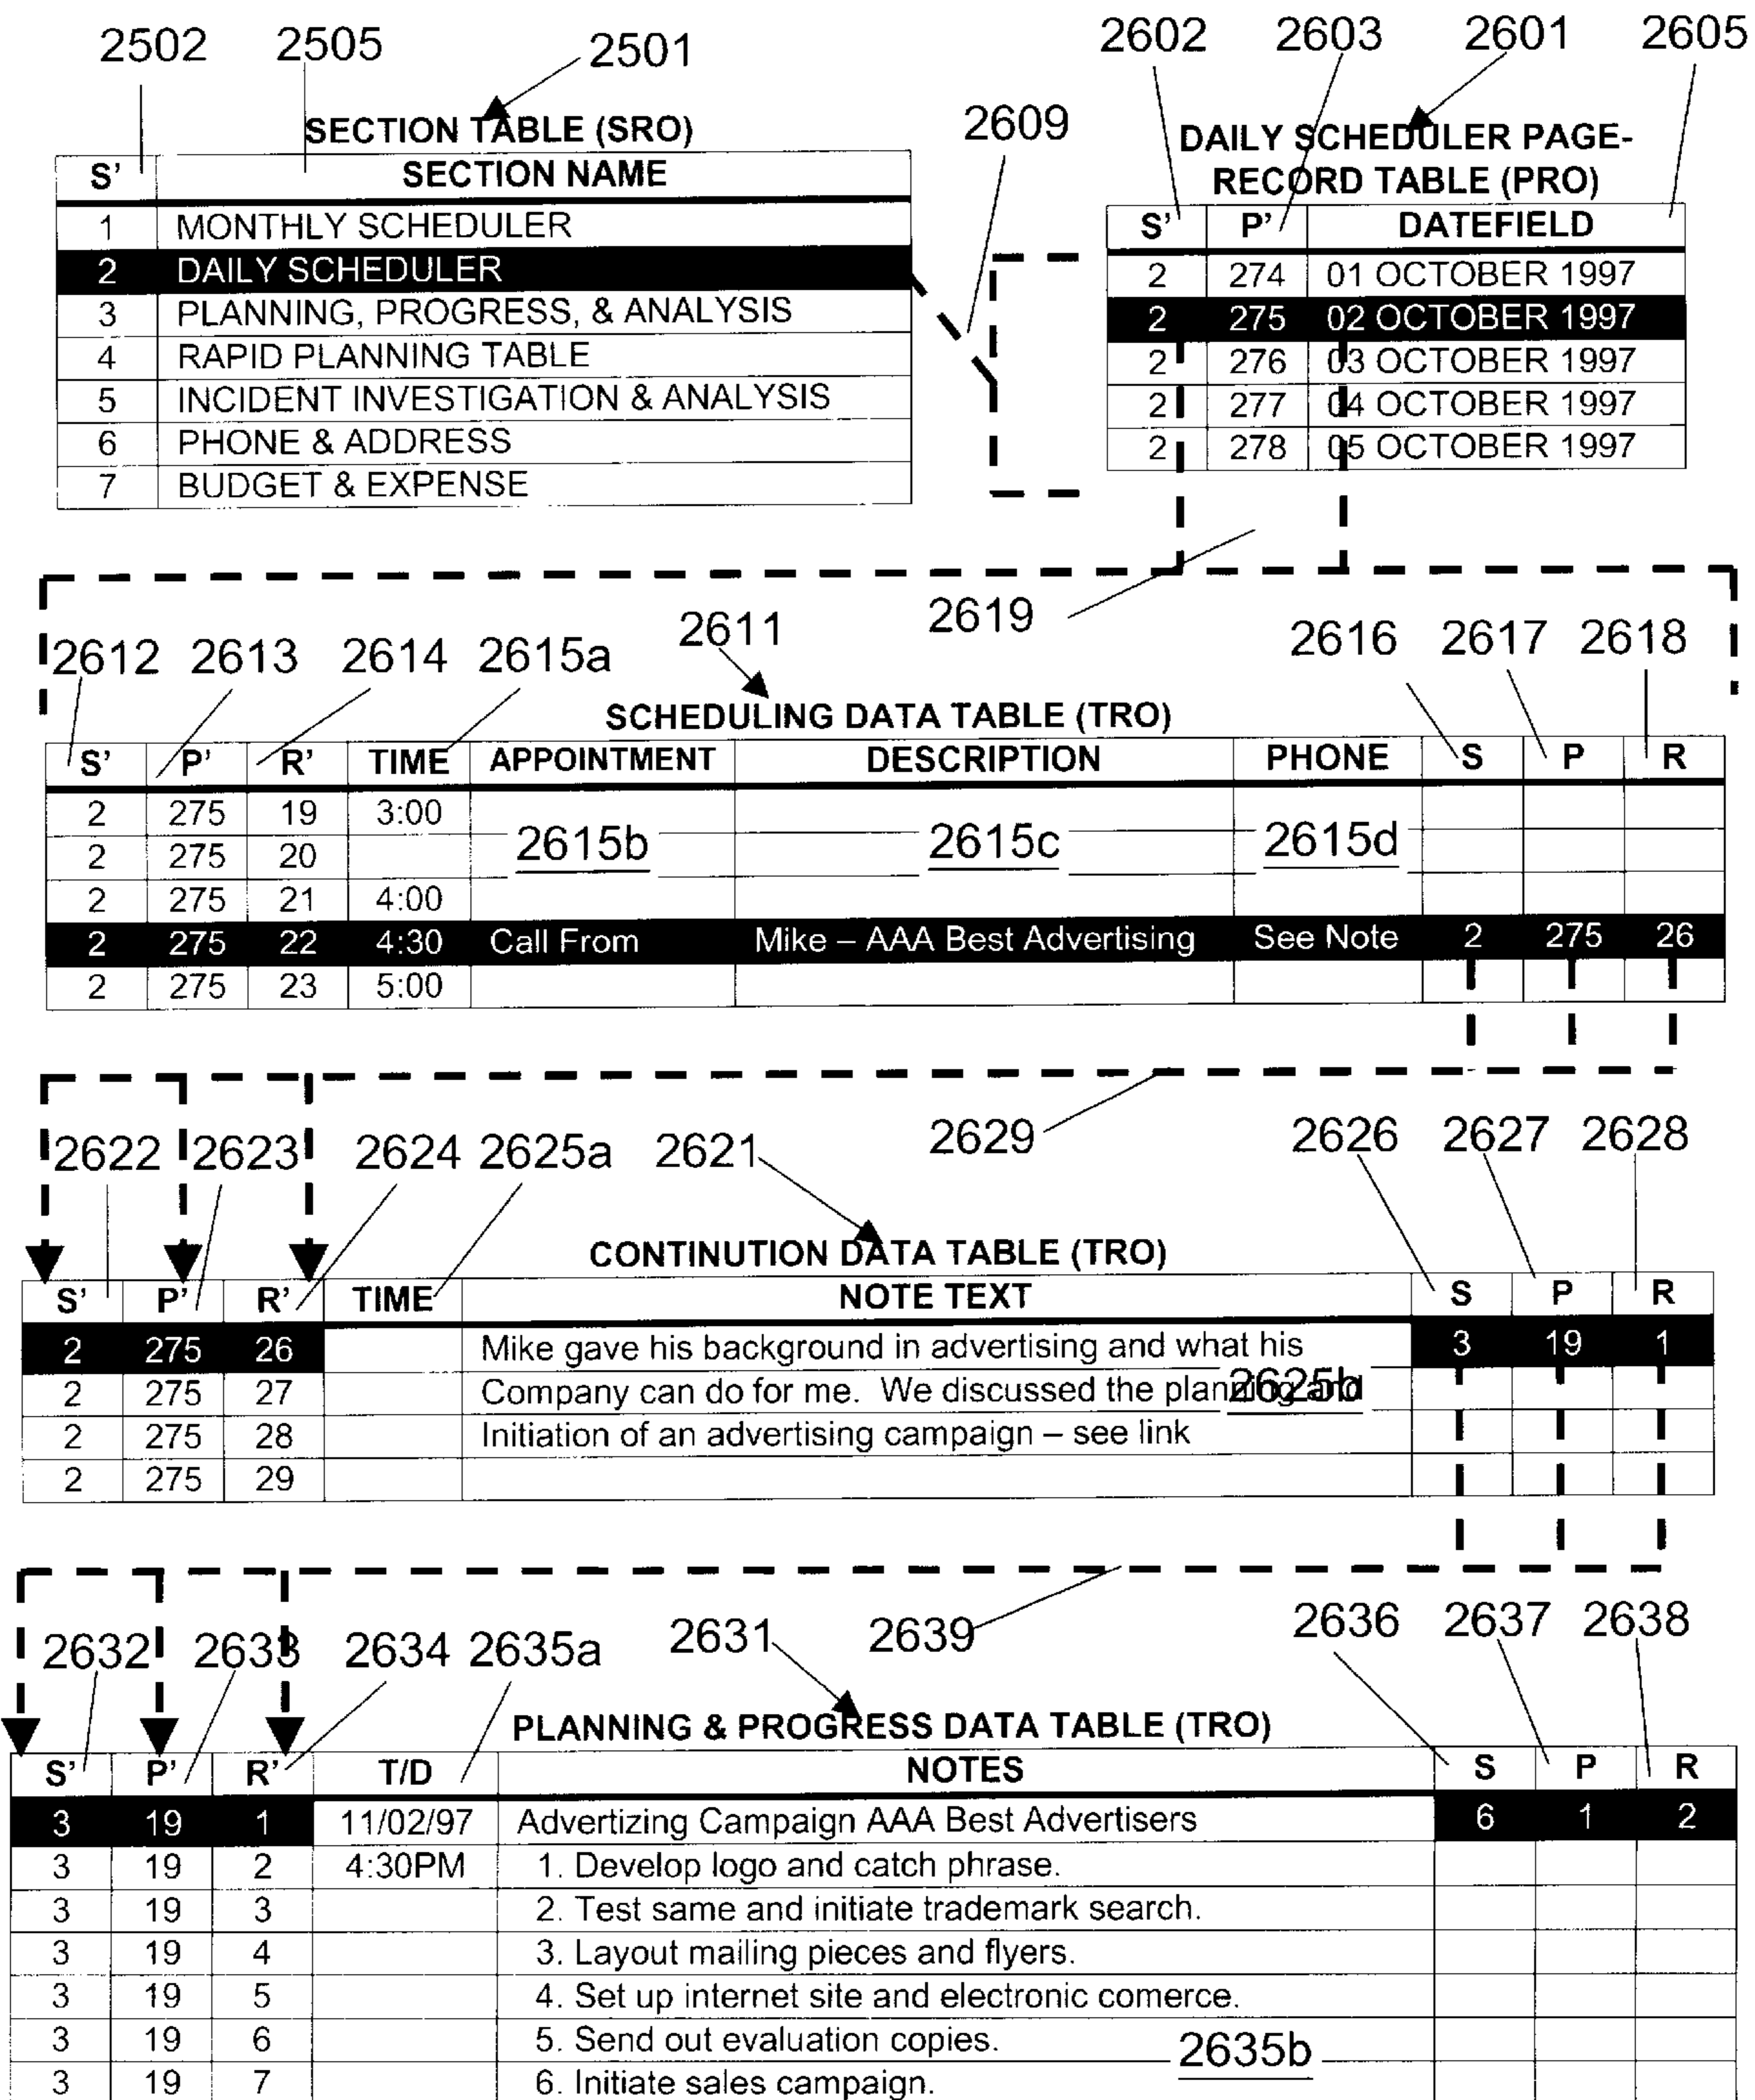 2502 2505 2501 2602 2603 2601 2605
SECTION TABLE (SRO) 2609 DAILY SCHEDULER PAGE-
RECORD TABLE (PRO)
S' SECTION NAME
1 MONTHLY SCHEDULER
2 DAILY SCHEDULER
3 PLANNING, PROGRESS, & ANALYSIS
4 RAPID PLANNING TABLE
5 INCIDENT INVESTIGATION & ANALYSIS
6 PHONE & ADDRESS
7 BUDGET & EXPENSE
S' P' DATEFIELD
2 274 01 OCTOBER 1997
2 275 02 OCTOBER 1997
2 276 03 OCTOBER 1997
2 277 04 OCTOBER 1997
2 278 05 OCTOBER 1997
2612 2613 2614 2615a 2611 2619 2616 2617 2618
SCHEDULING DATA TABLE (TRO)
S' P' R' TIME APPOINTMENT DESCRIPTION PHONE S P R
2 275 19 3:00
2615b 2615c 2615d
2 275 20
2 275 21 4:00
2 275 22 4:30 Call From Mike – AAA Best Advertising See Note 2 275 26
2 275 23 5:00
2622 2623 2624 2625a 2621 2629 2626 2627 2628
CONTINUTION DATA TABLE (TRO)
S' P' R' TIME NOTE TEXT S P R
2 275 26 Mike gave his background in advertising and what his 3 19 1
2 275 27 Company can do for me. We discussed the planning and 2625b
2 275 28 Initiation of an advertising campaign – see link
2 275 29
2632 2633 2634 2635a 2631 2639 2636 2637 2638
PLANNING & PROGRESS DATA TABLE (TRO)
S' P' R' T/D NOTES S P R
3 19 1 11/02/97 Advertizing Campaign AAA Best Advertisers 6 1 2
3 19 2 4:30PM 1. Develop logo and catch phrase.
3 19 3 2. Test same and initiate trademark search.
3 19 4 3. Layout mailing pieces and flyers.
3 19 5 4. Set up internet site and electronic comerce.
3 19 6 5. Send out evaluation copies. 2635b
3 19 7 6. Initiate sales campaign.